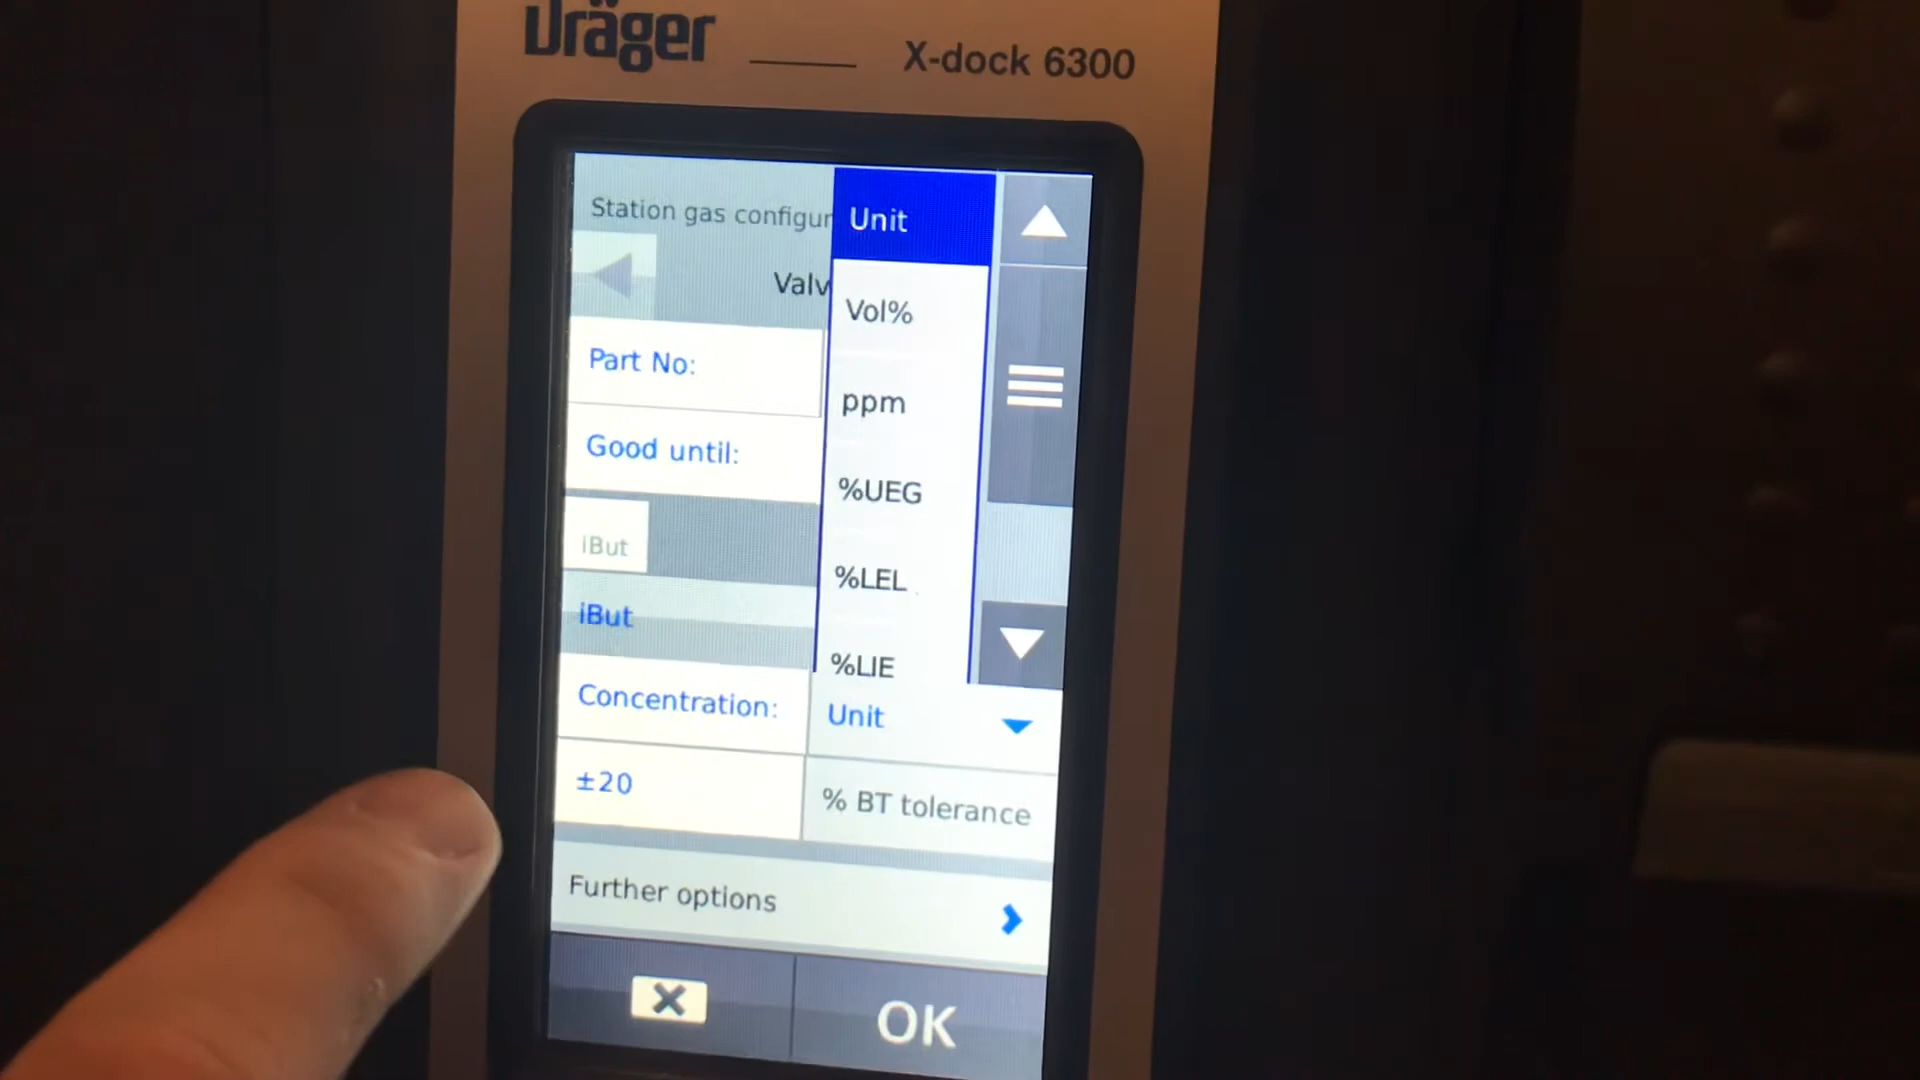 Dräger
X-dock 6300
Station gas configur
Unit
Valv
Vol%
Part No:
ppm
Good until:
%UEG
iBut
%LEL
iBut
%LIE
Concentration:
Unit
±20
% BT tolerance
Further options
OK